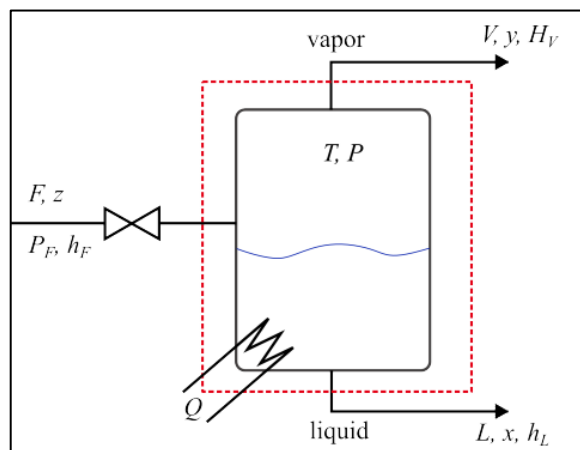 vapor
V, y, H_V
T, P
F, z
P_F, h_F
Q
liquid
L, x, h_L